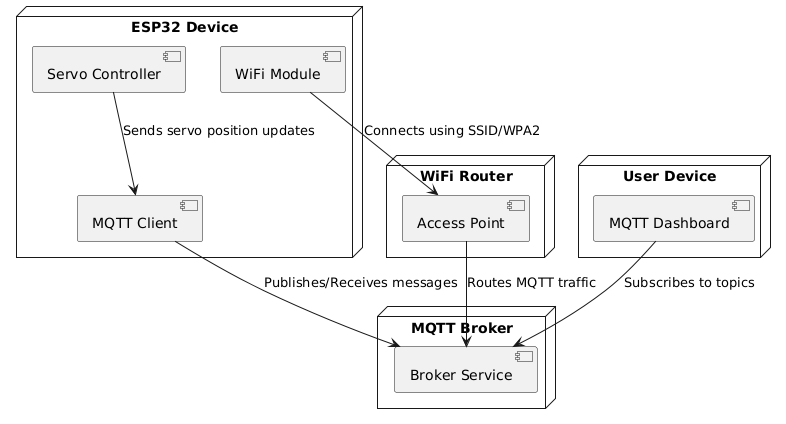 ESP32 Device
Servo Controller
WiFi Module
Sends servo position updates
Connects using SSID/WPA2
WiFi Router
User Device
MQTT Client
Access Point
MQTT Dashboard
Publishes/Receives messages
Routes MQTT traffic
Subscribes to topics
MQTT Broker
Broker Service